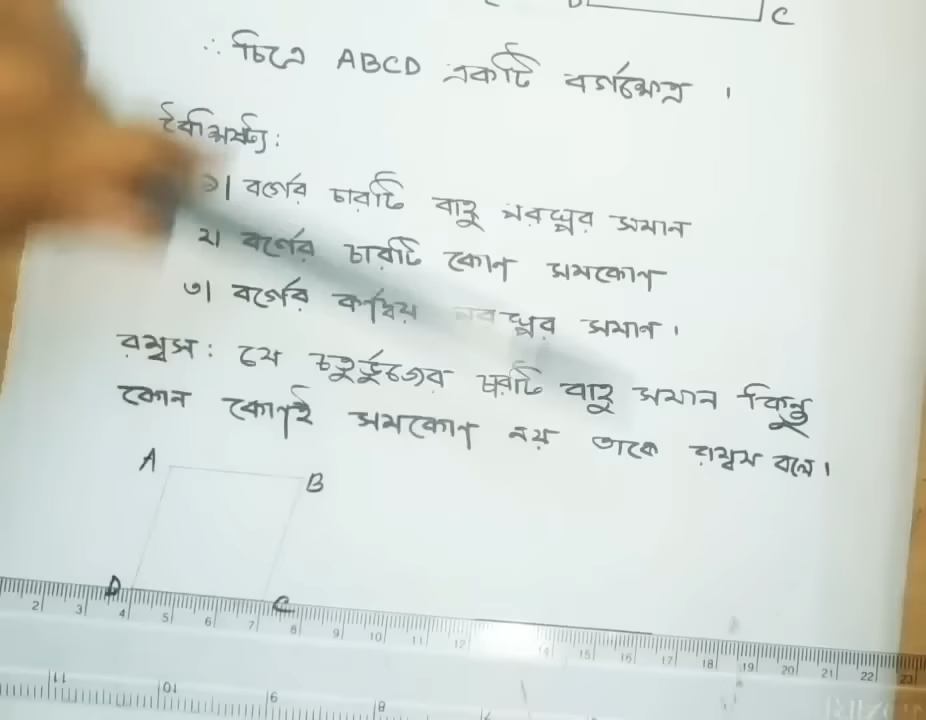 C
∴ চিত্রে ABCD একটি বর্গক্ষেত্র ।
বৈশিষ্ট্য:
১। বর্গের চারটি বাহু পরস্পর সমান
২। বর্গের চারটি কোণ সমকোণ
৩। বর্গের কর্ণদ্বয় পরস্পর সমান।
রম্বস: যে চতুর্ভুজের চারটি বাহু সমান কিন্তু
কোন কোণই সমকোণ নয় তাকে রম্বস বলে।
A B
D C
2 3 4 5 6 7 8 9 10 11 12 14 15 16 17 18 19 20 21 22 23
11 10 9 8 7